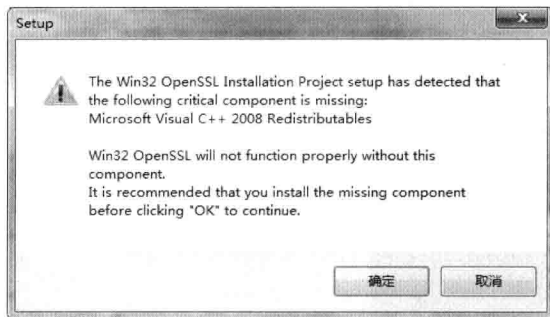 Setup
The Win32 OpenSSL Installation Project setup has detected that
the following critical component is missing:
Microsoft Visual C++ 2008 Redistributables
Win32 OpenSSL will not function properly without this
component.
It is recommended that you install the missing component
before clicking "OK" to continue.
确定
取消